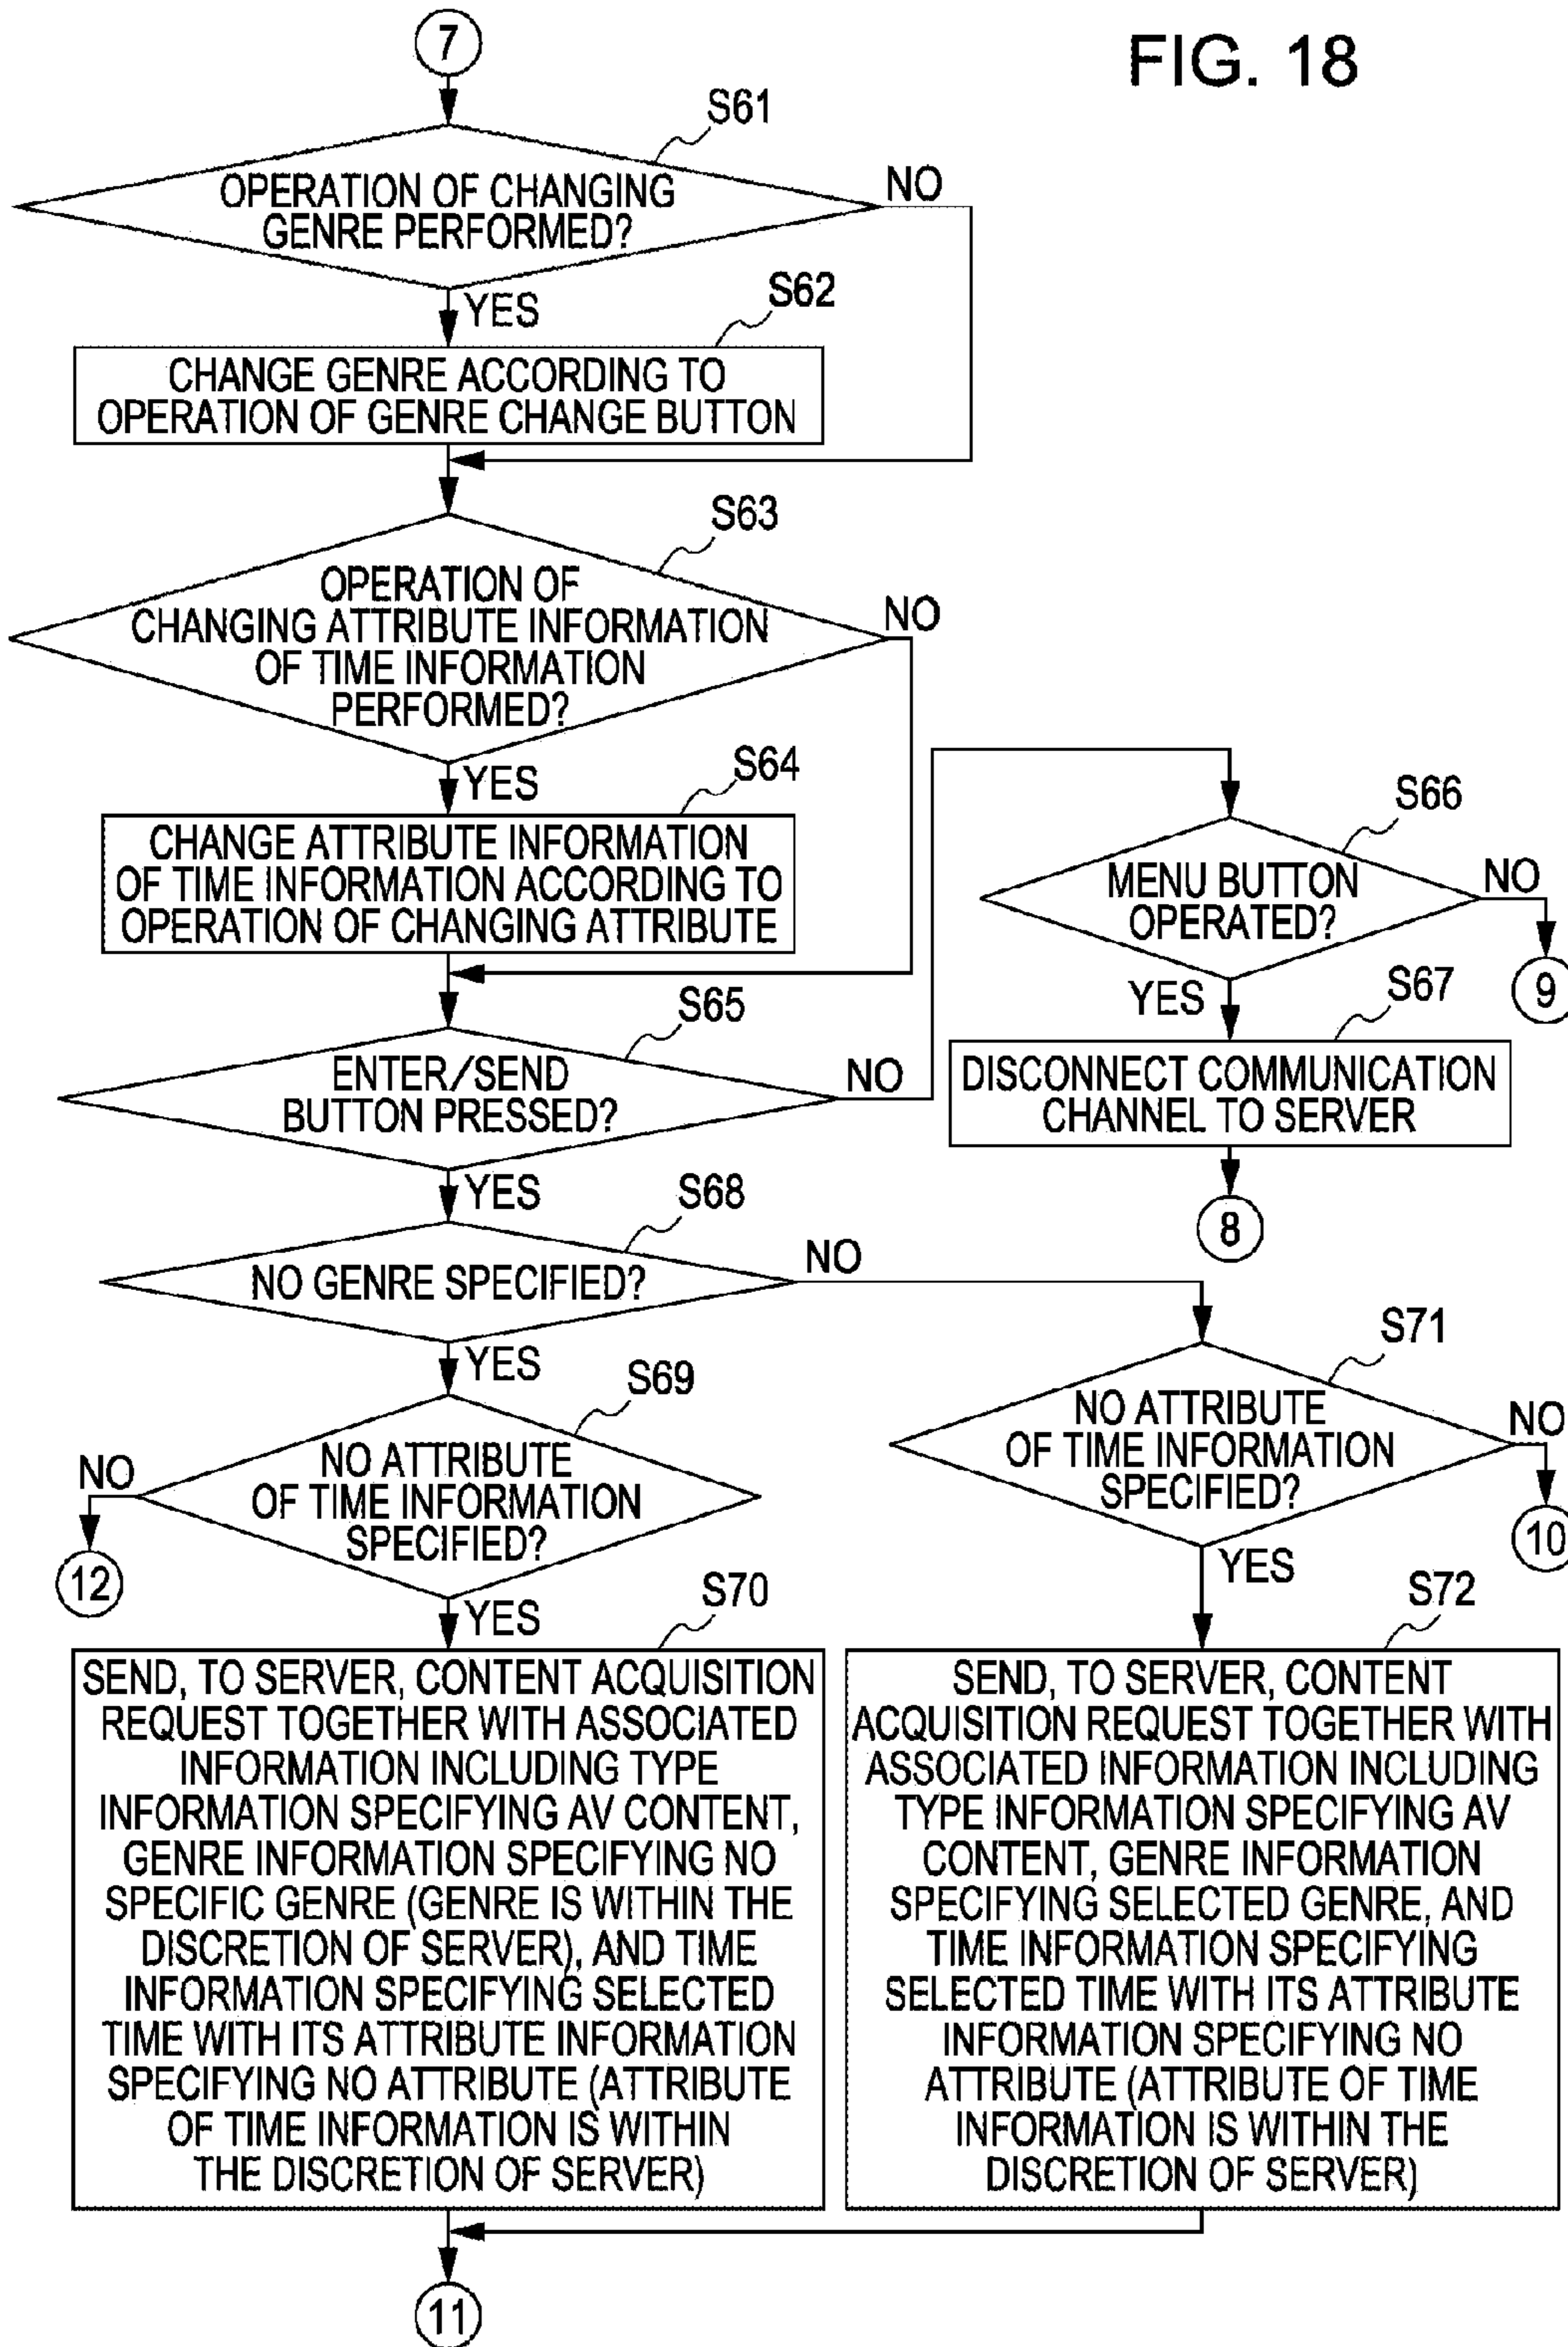 FIG. 18
7
S61
OPERATION OF CHANGING
GENRE PERFORMED?
NO
YES
S62
CHANGE GENRE ACCORDING TO
OPERATION OF GENRE CHANGE BUTTON
S63
OPERATION OF
CHANGING ATTRIBUTE INFORMATION
OF TIME INFORMATION
PERFORMED?
NO
YES
S64
CHANGE ATTRIBUTE INFORMATION
OF TIME INFORMATION ACCORDING TO
OPERATION OF CHANGING ATTRIBUTE
S65
ENTER/SEND
BUTTON PRESSED?
NO
YES
S66
MENU BUTTON
OPERATED?
NO
9
YES
S67
DISCONNECT COMMUNICATION
CHANNEL TO SERVER
8
S68
NO GENRE SPECIFIED?
NO
YES
S69
NO ATTRIBUTE
OF TIME INFORMATION
SPECIFIED?
NO
12
YES
S71
NO ATTRIBUTE
OF TIME INFORMATION
SPECIFIED?
NO
10
YES
S70
SEND, TO SERVER, CONTENT ACQUISITION
REQUEST TOGETHER WITH ASSOCIATED
INFORMATION INCLUDING TYPE
INFORMATION SPECIFYING AV CONTENT,
GENRE INFORMATION SPECIFYING NO
SPECIFIC GENRE (GENRE IS WITHIN THE
DISCRETION OF SERVER), AND TIME
INFORMATION SPECIFYING SELECTED
TIME WITH ITS ATTRIBUTE INFORMATION
SPECIFYING NO ATTRIBUTE (ATTRIBUTE
OF TIME INFORMATION IS WITHIN
THE DISCRETION OF SERVER)
S72
SEND, TO SERVER, CONTENT
ACQUISITION REQUEST TOGETHER WITH
ASSOCIATED INFORMATION INCLUDING
TYPE INFORMATION SPECIFYING AV
CONTENT, GENRE INFORMATION
SPECIFYING SELECTED GENRE, AND
TIME INFORMATION SPECIFYING
SELECTED TIME WITH ITS ATTRIBUTE
INFORMATION SPECIFYING NO
ATTRIBUTE (ATTRIBUTE OF TIME
INFORMATION IS WITHIN THE
DISCRETION OF SERVER)
11